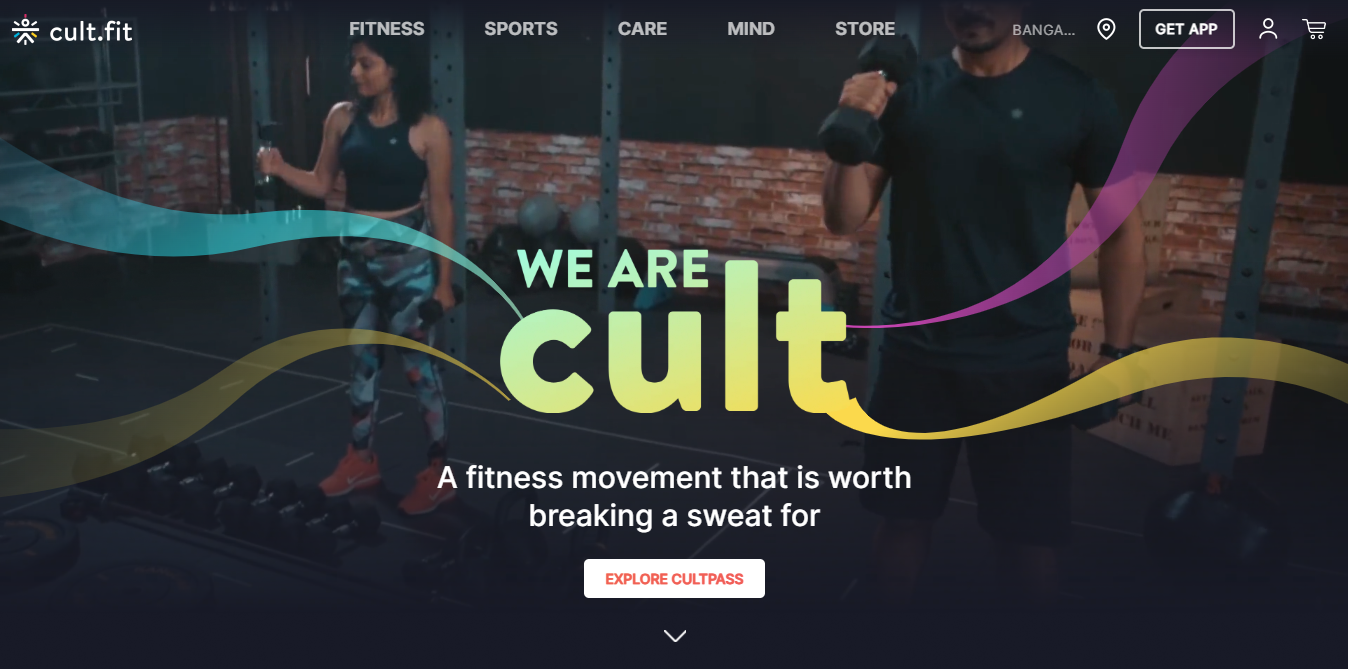 cult.fit
FITNESS SPORTS CARE MIND STORE
BANGA...
GET APP
WE ARE
cult
A fitness movement that is worth
breaking a sweat for
EXPLORE CULTPASS